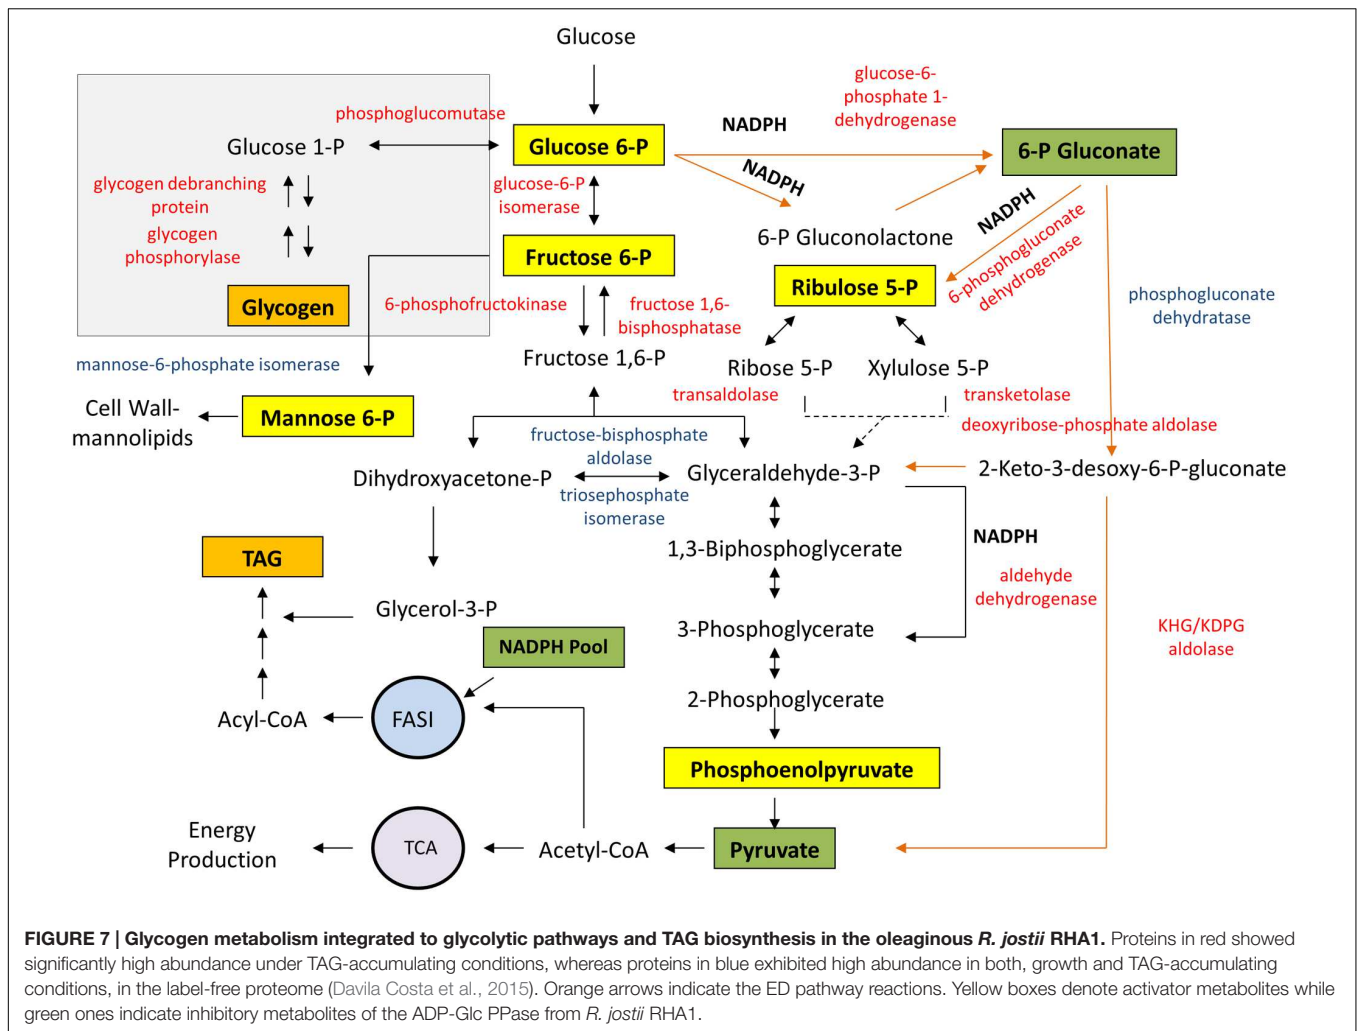 Glucose
glucose-6-
phosphate 1-
dehydrogenase
phosphoglucomutase
NADPH
Glucose 1-P
Glucose 6-P
6-P Gluconate
NADPH
glycogen debranching
protein
glucose-6-P
isomerase
NADPH
glycogen
phosphorylase
6-P Gluconolactone
6-phosphogluconate
dehydrogenase
Fructose 6-P
Ribulose 5-P
Glycogen
6-phosphofructokinase
fructose 1,6-
bisphosphatase
phosphogluconate
dehydratase
mannose-6-phosphate isomerase
Fructose 1,6-P
Ribose 5-P
Xylulose 5-P
transaldolase
transketolase
Cell Wall-
mannolipids
Mannose 6-P
deoxyribose-phosphate aldolase
fructose-bisphosphate
aldolase
Dihydroxyacetone-P
Glyceraldehyde-3-P
2-Keto-3-desoxy-6-P-gluconate
triosephosphate
isomerase
NADPH
TAG
1,3-Biphosphoglycerate
aldehyde
dehydrogenase
Glycerol-3-P
3-Phosphoglycerate
KHG/KDPG
aldolase
NADPH Pool
2-Phosphoglycerate
Acyl-CoA
FASI
Phosphoenolpyruvate
Energy
Production
TCA
Acetyl-CoA
Pyruvate
FIGURE 7 | Glycogen metabolism integrated to glycolytic pathways and TAG biosynthesis in the oleaginous R. jostii RHA1. Proteins in red showed
significantly high abundance under TAG-accumulating conditions, whereas proteins in blue exhibited high abundance in both, growth and TAG-accumulating
conditions, in the label-free proteome (Davila Costa et al., 2015). Orange arrows indicate the ED pathway reactions. Yellow boxes denote activator metabolites while
green ones indicate inhibitory metabolites of the ADP-Glc PPase from R. jostii RHA1.